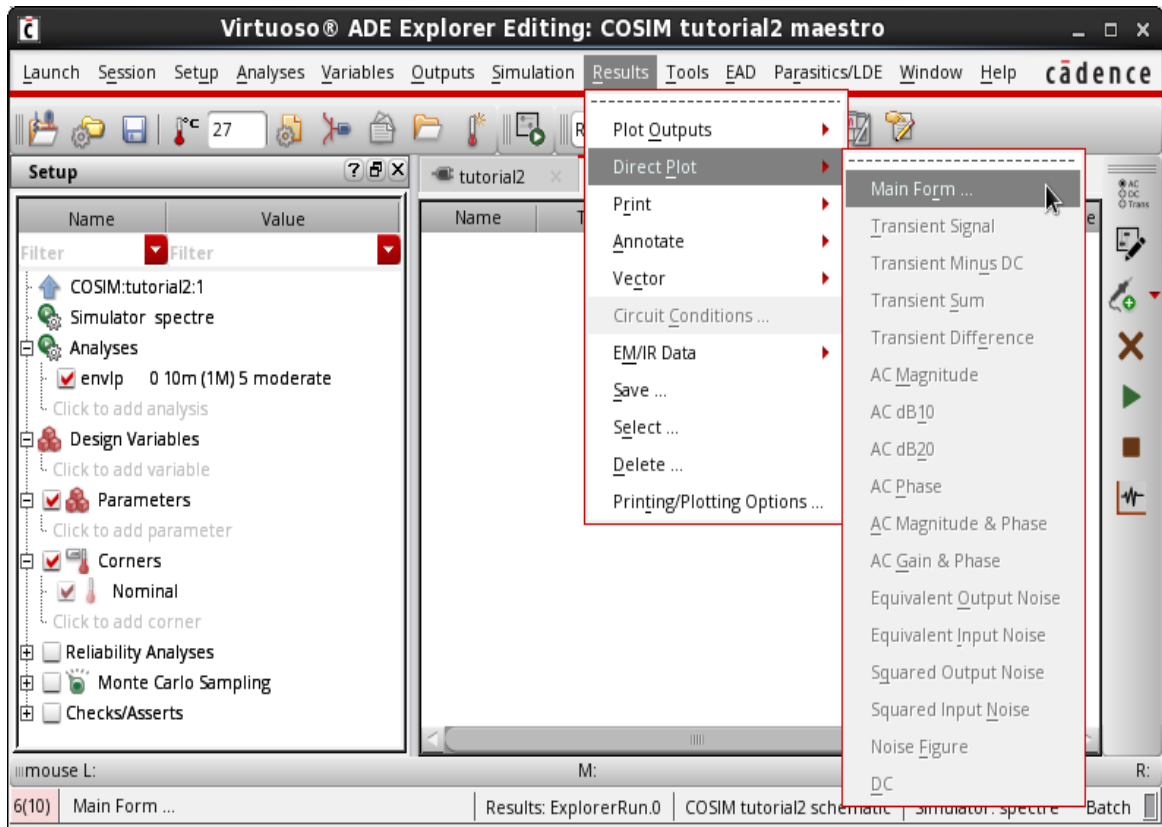 Virtuoso® ADE Explorer Editing: COSIM tutorial2 maestro
Launch Session Setup Analyses Variables Outputs Simulation Results Tools EAD Parasitics/LDE Window Help cādence
°C 27 R
Setup
tutorial2
Name Value
Name T e
Filter Filter
COSIM:tutorial2:1
Simulator spectre
Analyses
envlp 0 10m (1M) 5 moderate
Click to add analysis
Design Variables
Click to add variable
Parameters
Click to add parameter
Corners
Nominal
Click to add corner
Reliability Analyses
Monte Carlo Sampling
Checks/Asserts
Plot Outputs
Direct Plot
Print
Annotate
Vector
Circuit Conditions ...
EM/IR Data
Save ...
Select ...
Delete ...
Printing/Plotting Options ...
Main Form ...
Transient Signal
Transient Minus DC
Transient Sum
Transient Difference
AC Magnitude
AC dB10
AC dB20
AC Phase
AC Magnitude & Phase
AC Gain & Phase
Equivalent Output Noise
Equivalent Input Noise
Squared Output Noise
Squared Input Noise
Noise Figure
DC
AC
DC
Trans
mouse L: M: R:
6(10) Main Form ... Results: ExplorerRun.0 COSIM tutorial2 schematic Simulator: spectre Batch